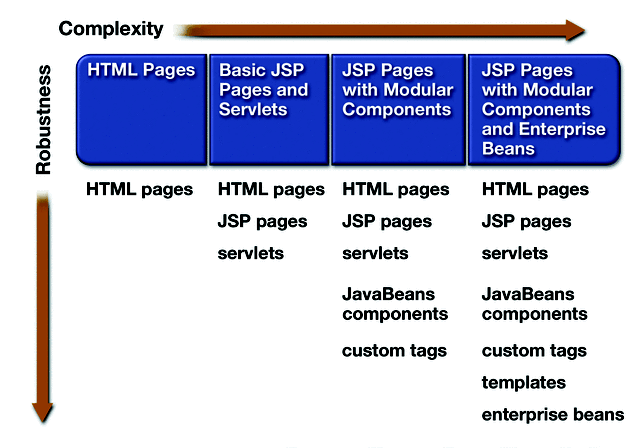 Complexity
Robustness
HTML Pages
Basic JSP
Pages and
Servlets
JSP Pages
with Modular
Components
JSP Pages
with Modular
Components
and Enterprise
Beans
HTML pages
HTML pages
JSP pages
servlets
HTML pages
JSP pages
servlets
JavaBeans
components
custom tags
HTML pages
JSP pages
servlets
JavaBeans
components
custom tags
templates
enterprise beans